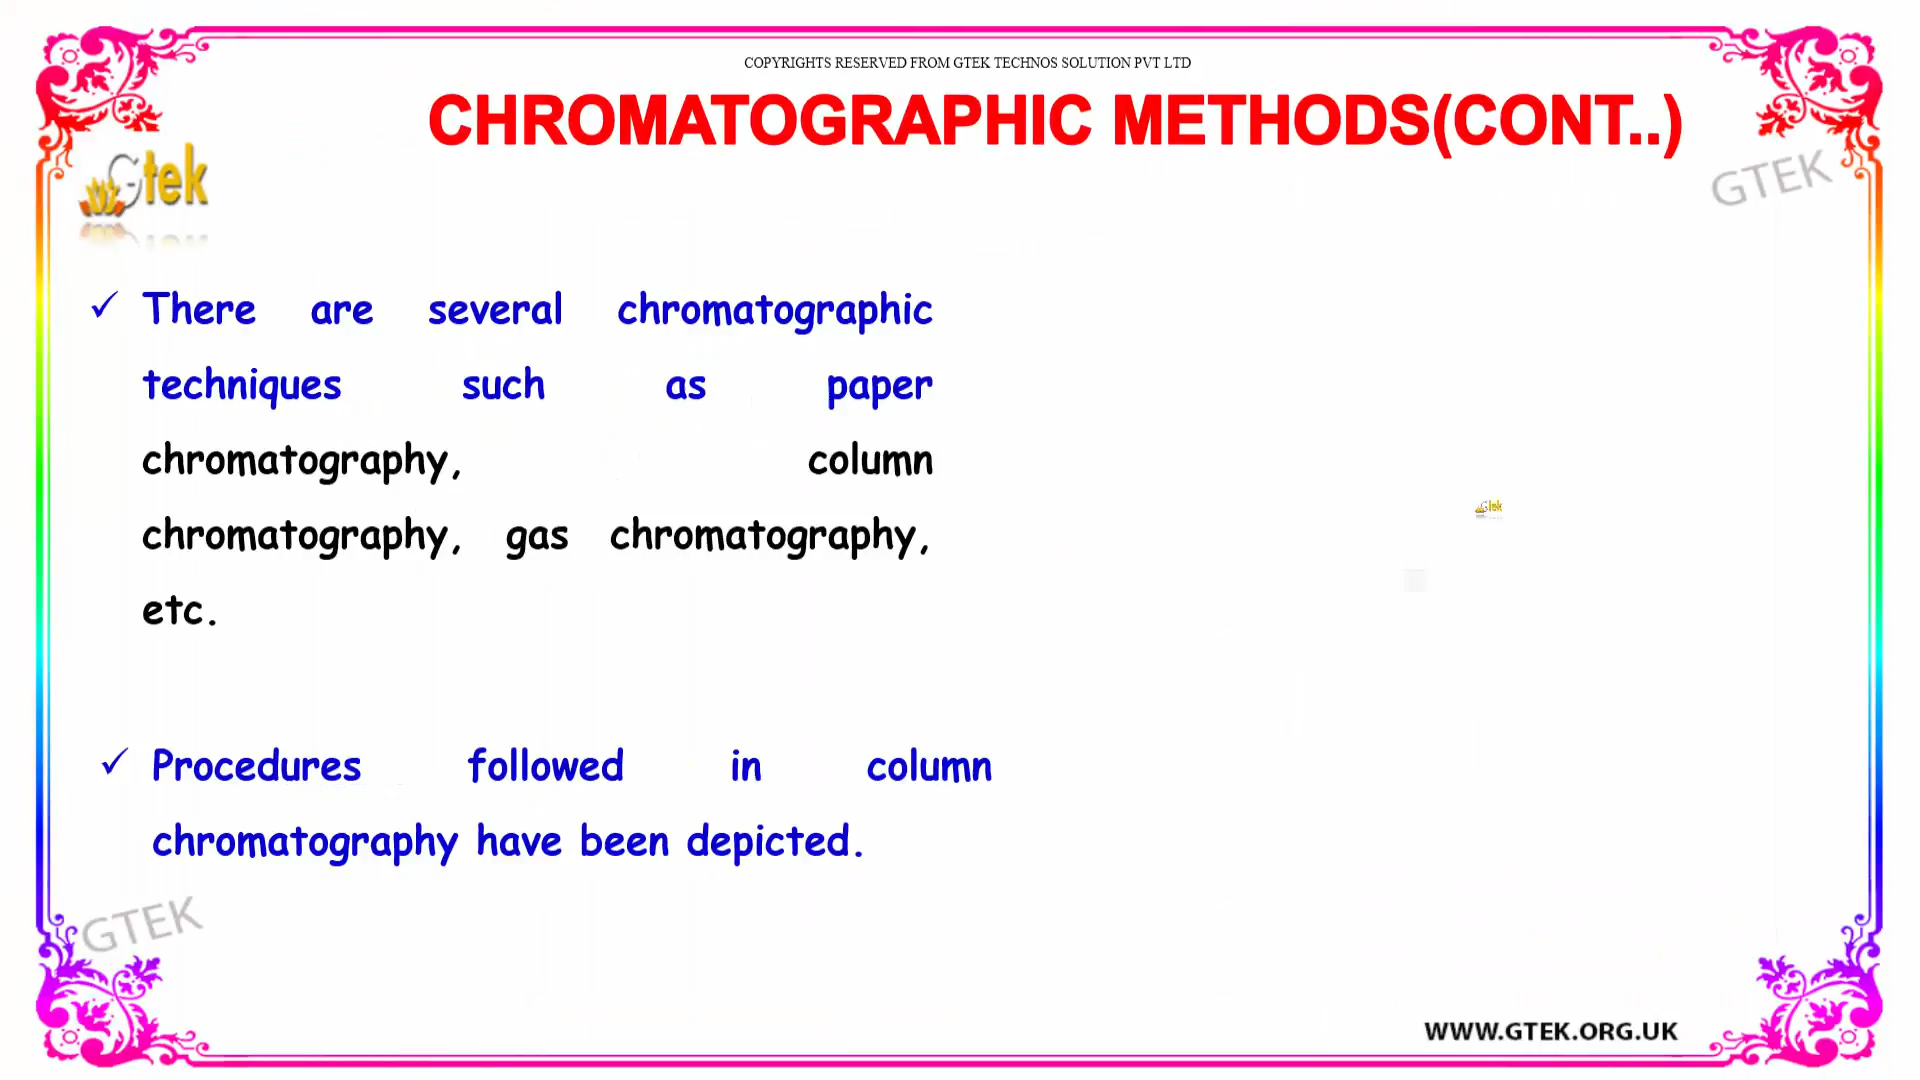 COPYRIGHTS RESERVED FROM GTEK TECHNOS SOLUTION PVT LTD
CHROMATOGRAPHIC METHODS(CONT..)
Gtek
GTEK
✓ There are several chromatographic
techniques such as paper
chromatography, column
chromatography, gas chromatography,
etc.
Gtek
✓ Procedures followed in column
chromatography have been depicted.
GTEK
WWW.GTEK.ORG.UK